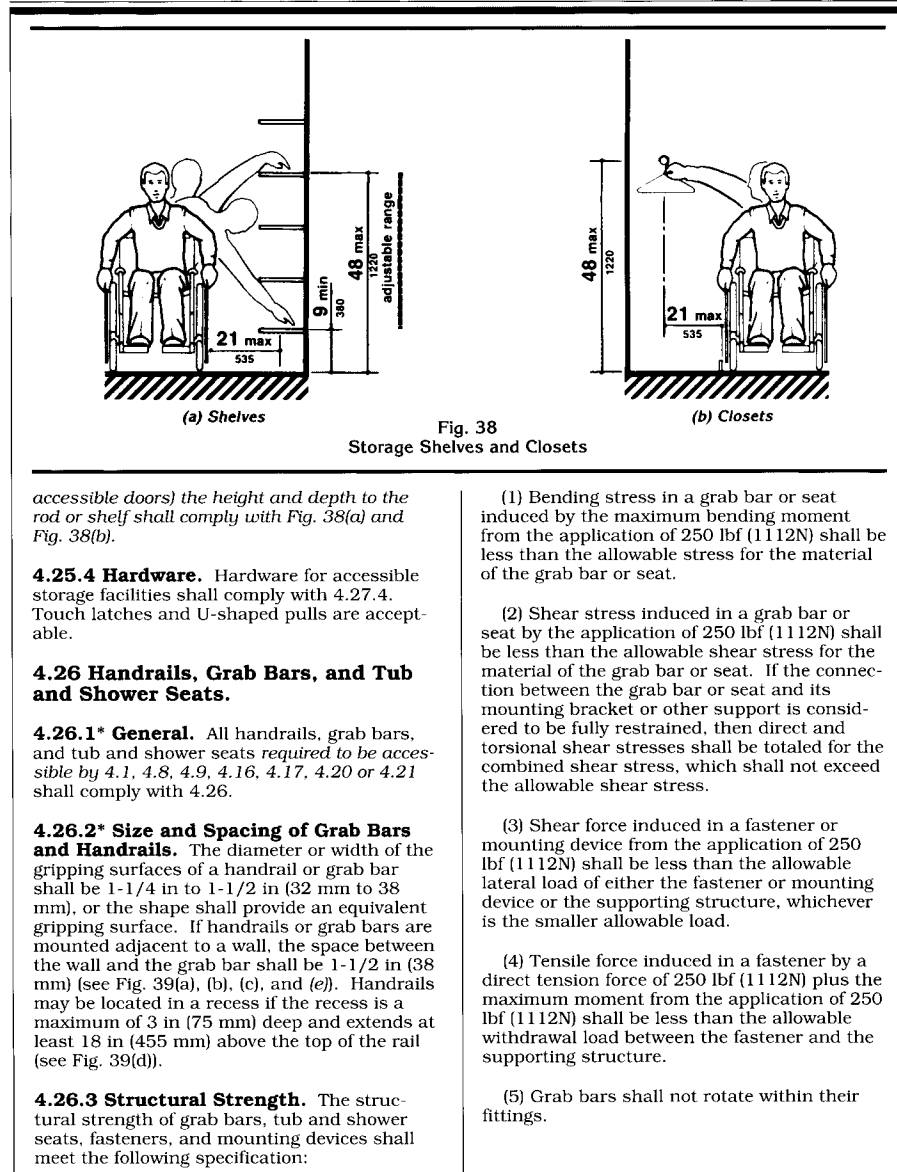 48 max
1220
adjustable range
9 min
380
21 max
535
(a) Shelves
48 max
1220
21 max
535
(b) Closets
Fig. 38
Storage Shelves and Closets
accessible doors) the height and depth to the
rod or shelf shall comply with Fig. 38(a) and
Fig. 38(b).
4.25.4 Hardware. Hardware for accessible
storage facilities shall comply with 4.27.4.
Touch latches and U-shaped pulls are accept-
able.
4.26 Handrails, Grab Bars, and Tub
and Shower Seats.
4.26.1* General. All handrails, grab bars,
and tub and shower seats required to be acces-
sible by 4.1, 4.8, 4.9, 4.16, 4.17, 4.20 or 4.21
shall comply with 4.26.
4.26.2* Size and Spacing of Grab Bars
and Handrails. The diameter or width of the
gripping surfaces of a handrail or grab bar
shall be 1-1/4 in to 1-1/2 in (32 mm to 38
mm), or the shape shall provide an equivalent
gripping surface. If handrails or grab bars are
mounted adjacent to a wall, the space between
the wall and the grab bar shall be 1-1/2 in (38
mm) (see Fig. 39(a), (b), (c), and (e)). Handrails
may be located in a recess if the recess is a
maximum of 3 in (75 mm) deep and extends at
least 18 in (455 mm) above the top of the rail
(see Fig. 39(d)).
4.26.3 Structural Strength. The struc-
tural strength of grab bars, tub and shower
seats, fasteners, and mounting devices shall
meet the following specification:
(1) Bending stress in a grab bar or seat
induced by the maximum bending moment
from the application of 250 lbf (1112N) shall be
less than the allowable stress for the material
of the grab bar or seat.
(2) Shear stress induced in a grab bar or
seat by the application of 250 lbf (1112N) shall
be less than the allowable shear stress for the
material of the grab bar or seat. If the connec-
tion between the grab bar or seat and its
mounting bracket or other support is consid-
ered to be fully restrained, then direct and
torsional shear stresses shall be totaled for the
combined shear stress, which shall not exceed
the allowable shear stress.
(3) Shear force induced in a fastener or
mounting device from the application of 250
lbf (1112N) shall be less than the allowable
lateral load of either the fastener or mounting
device or the supporting structure, whichever
is the smaller allowable load.
(4) Tensile force induced in a fastener by a
direct tension force of 250 lbf (1112N) plus the
maximum moment from the application of 250
lbf (1112N) shall be less than the allowable
withdrawal load between the fastener and the
supporting structure.
(5) Grab bars shall not rotate within their
fittings.